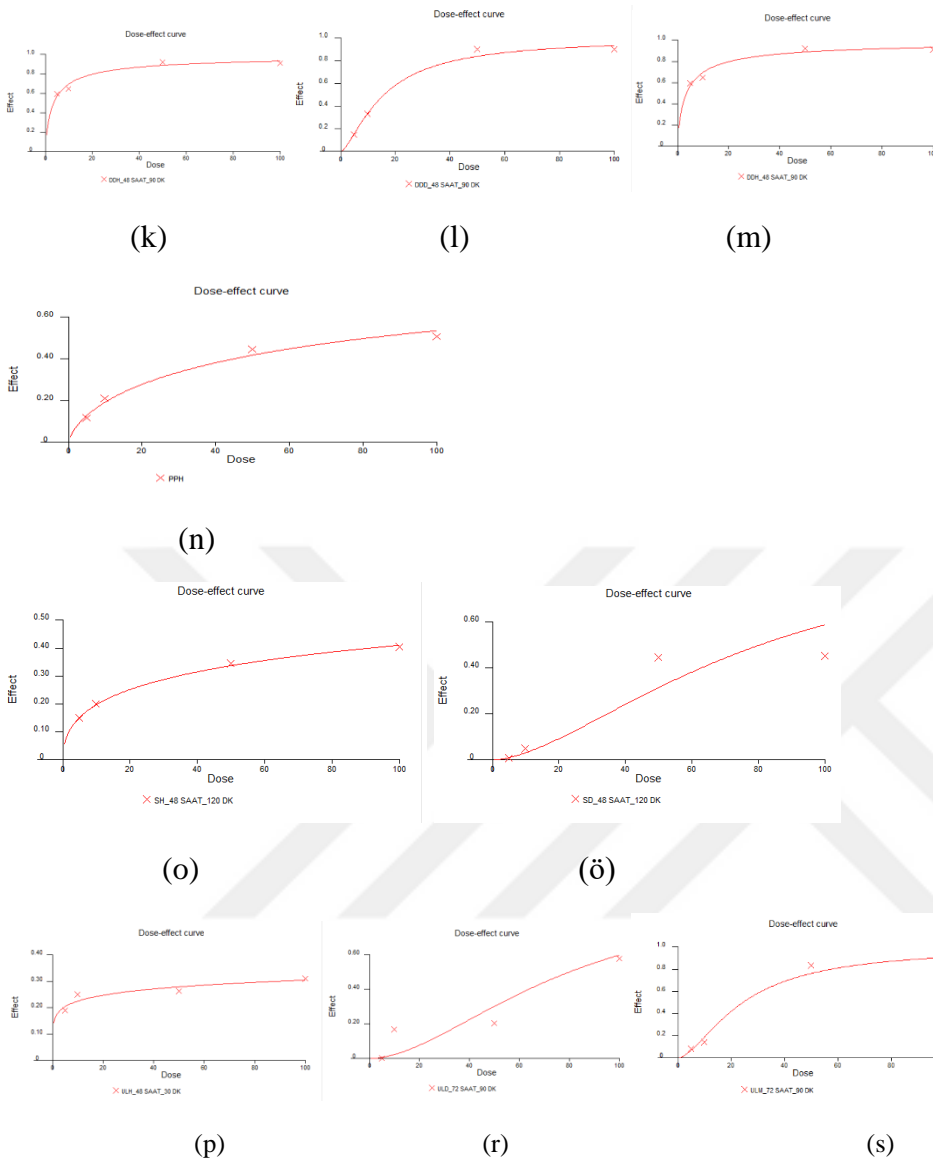 Dose-effect curve
1.0
0.8
0.6
0.4
0.2
0
Effect
0 20 40 60 80 100
Dose
DDH_48 SAAT_90 DK
(k)
Dose-effect curve
1.0
0.8
0.6
0.4
0.2
0
Effect
0 20 40 60 80 100
Dose
DDD_48 SAAT_90 DK
(l)
Dose-effect curve
1.0
0.8
0.6
0.4
0.2
0
Effect
0 20 40 60 80 100
Dose
DDH_48 SAAT_90 DK
(m)
Dose-effect curve
0.60
0.40
0.20
0
Effect
0 20 40 60 80 100
Dose
PPH
(n)
Dose-effect curve
0.50
0.40
0.30
0.20
0.10
0
Effect
0 20 40 60 80 100
Dose
SH_48 SAAT_120 DK
(o)
Dose-effect curve
0.60
0.40
0.20
0
Effect
0 20 40 60 80 100
Dose
SD_48 SAAT_120 DK
(ö)
Dose-effect curve
0.40
0.30
0.20
0.10
0
Effect
0 20 40 60 80 100
Dose
ULH_48 SAAT_30 DK
(p)
Dose-effect curve
0.60
0.40
0.20
0
Effect
0 20 40 60 80 100
Dose
ULD_72 SAAT_90 DK
(r)
Dose-effect curve
1.0
0.8
0.6
0.4
0.2
0
Effect
0 20 40 60 80
Dose
ULM_72 SAAT_90 DK
(s)